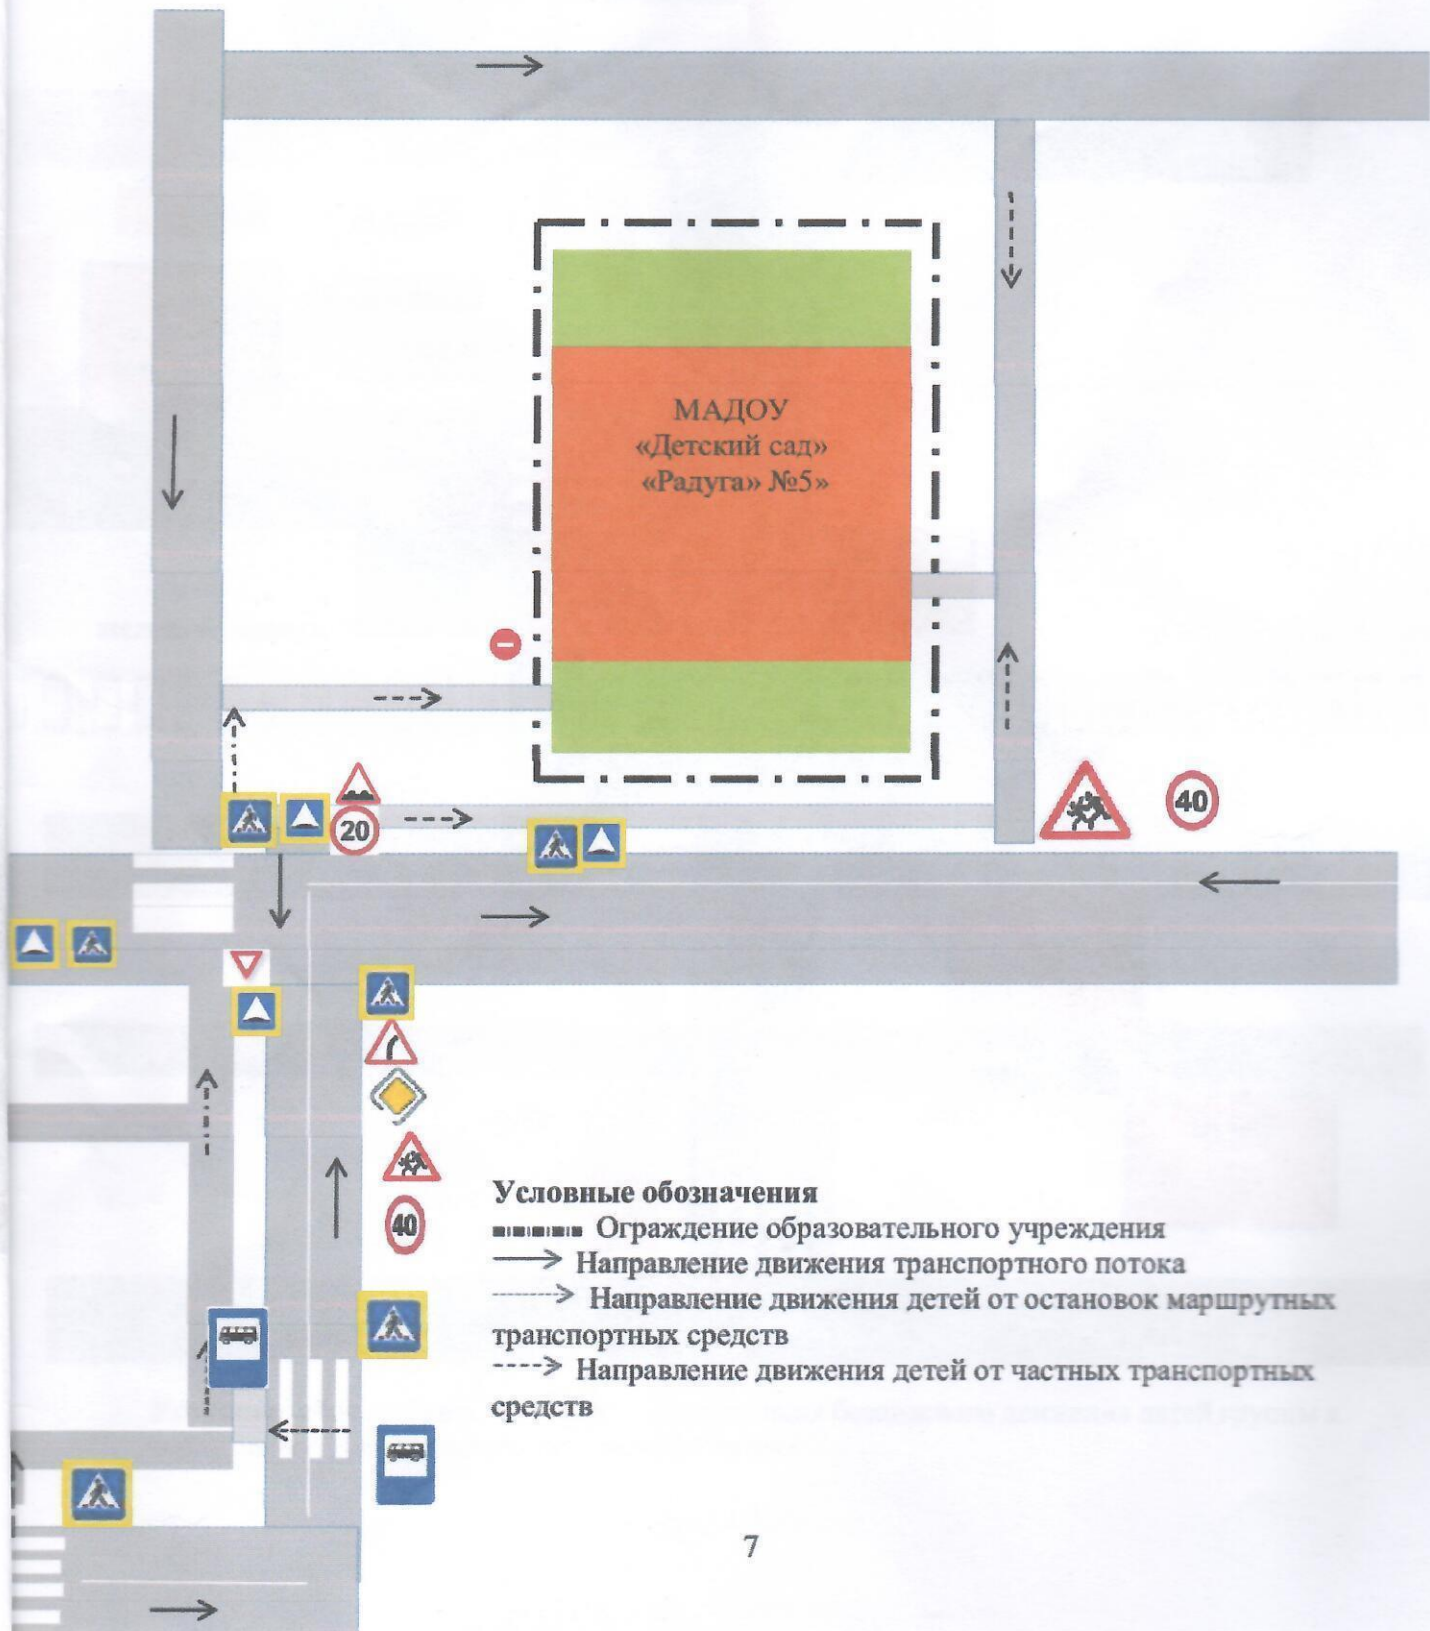 МАДОУ
«Детский сад»
«Радуга» №5»
20
40
40
Условные обозначения
Ограждение образовательного учреждения
Направление движения транспортного потока
Направление движения детей от остановок маршрутных
транспортных средств
Направление движения детей от частных транспортных
средств
7